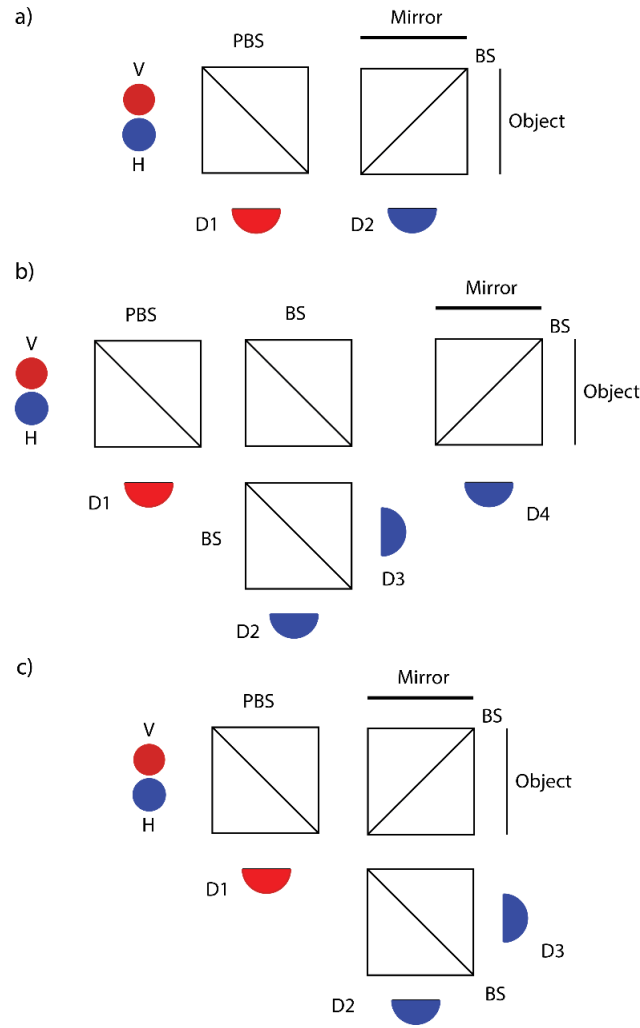 a)
Mirror
PBS
BS
V
Object
H
D1
D2
b)
Mirror
PBS
BS
BS
V
Object
H
D1
D4
BS
D3
D2
c)
Mirror
PBS
BS
V
Object
H
D1
D3
D2
BS